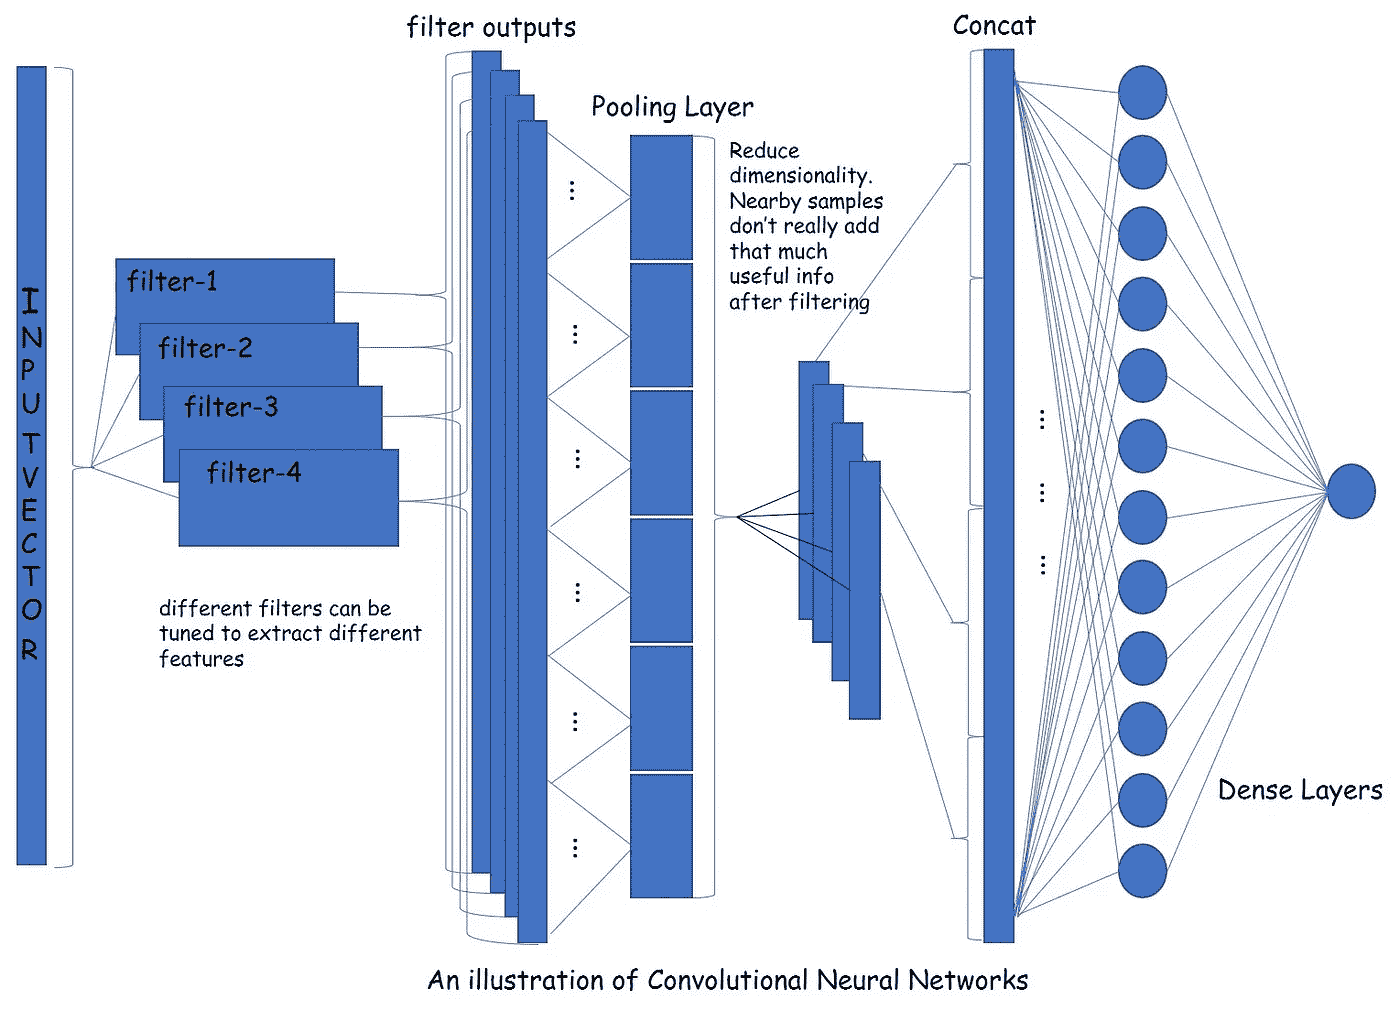 filter outputs
Concat
Pooling Layer
Reduce
dimensionality.
Nearby samples
don't really add
that much
useful info
after filtering
INPUT VECTOR
filter-1
filter-2
filter-3
filter-4
different filters can be
tuned to extract different
features
Dense Layers
An illustration of Convolutional Neural Networks